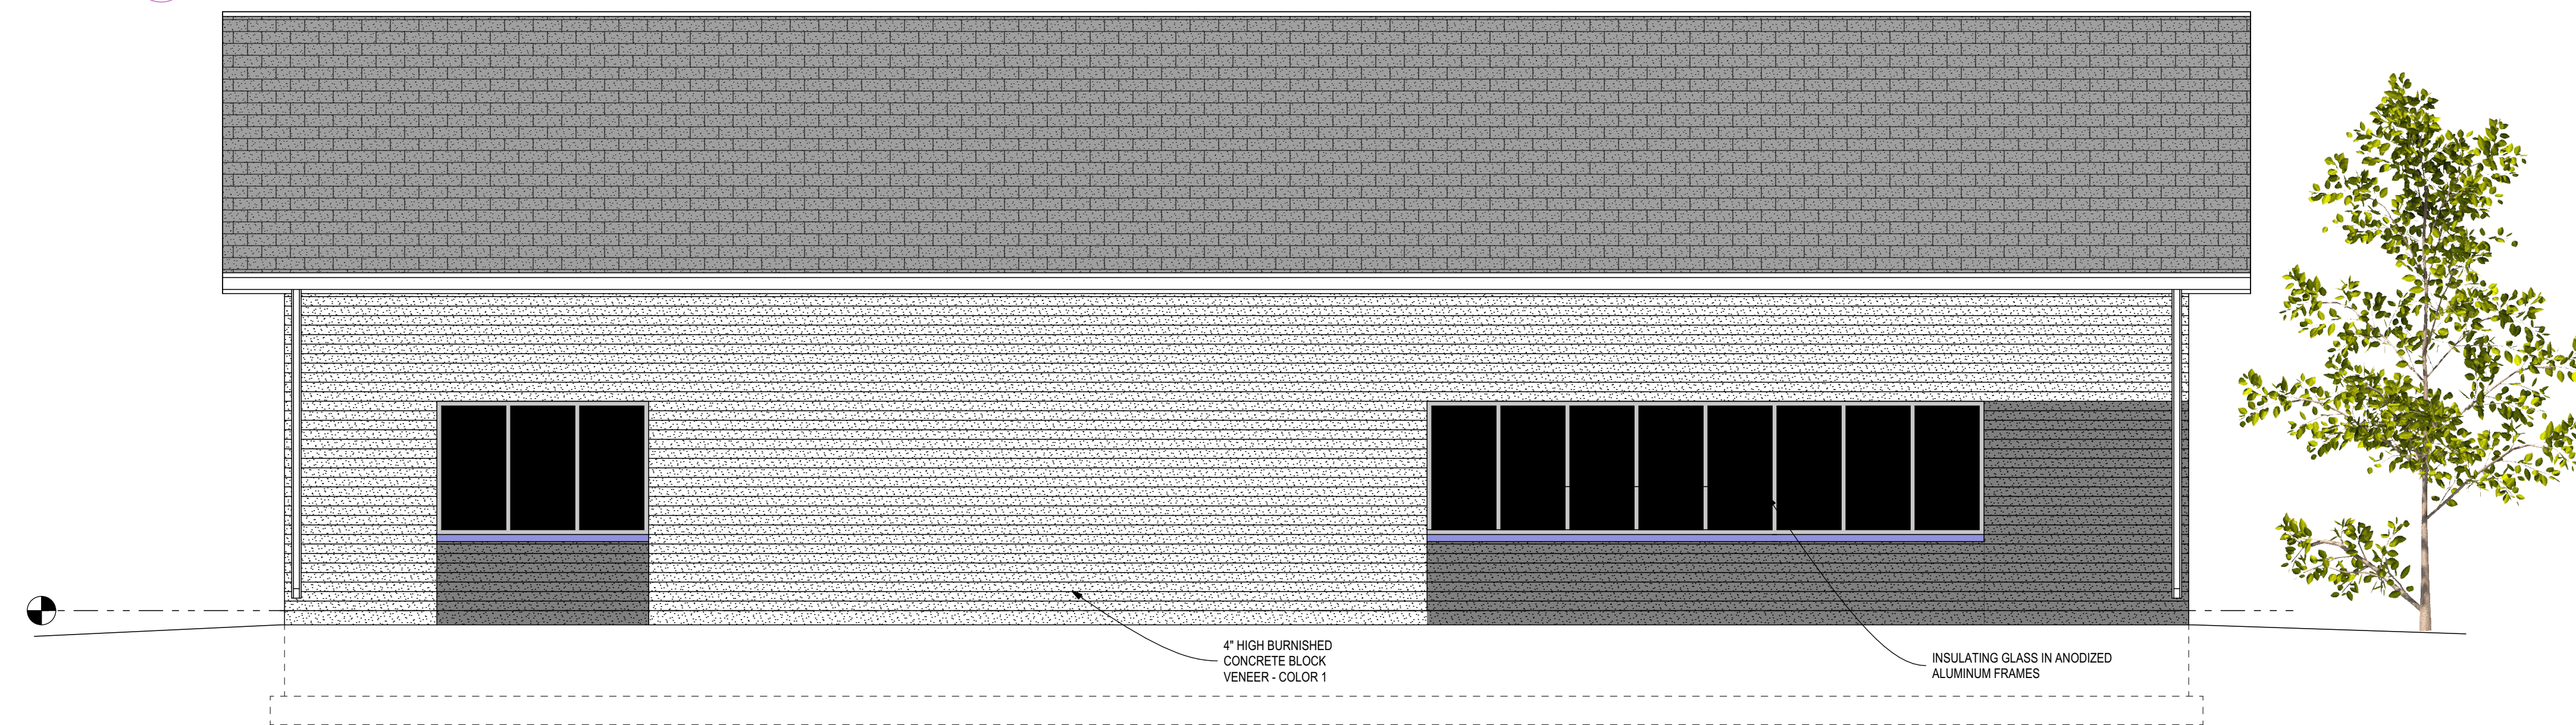 4" HIGH BURNISHED
CONCRETE BLOCK
VENEER - COLOR 1
INSULATING GLASS IN ANODIZED
ALUMINUM FRAMES